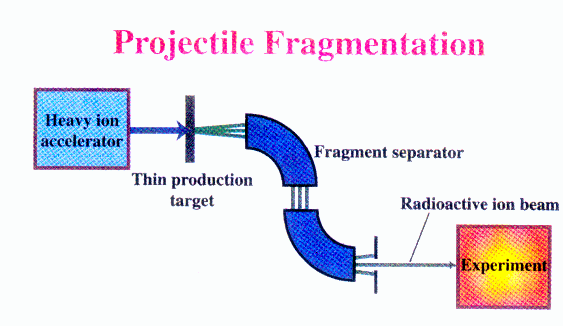 Projectile Fragmentation
Heavy ion
accelerator
Fragment separator
Thin production
target
Radioactive ion beam
Experiment